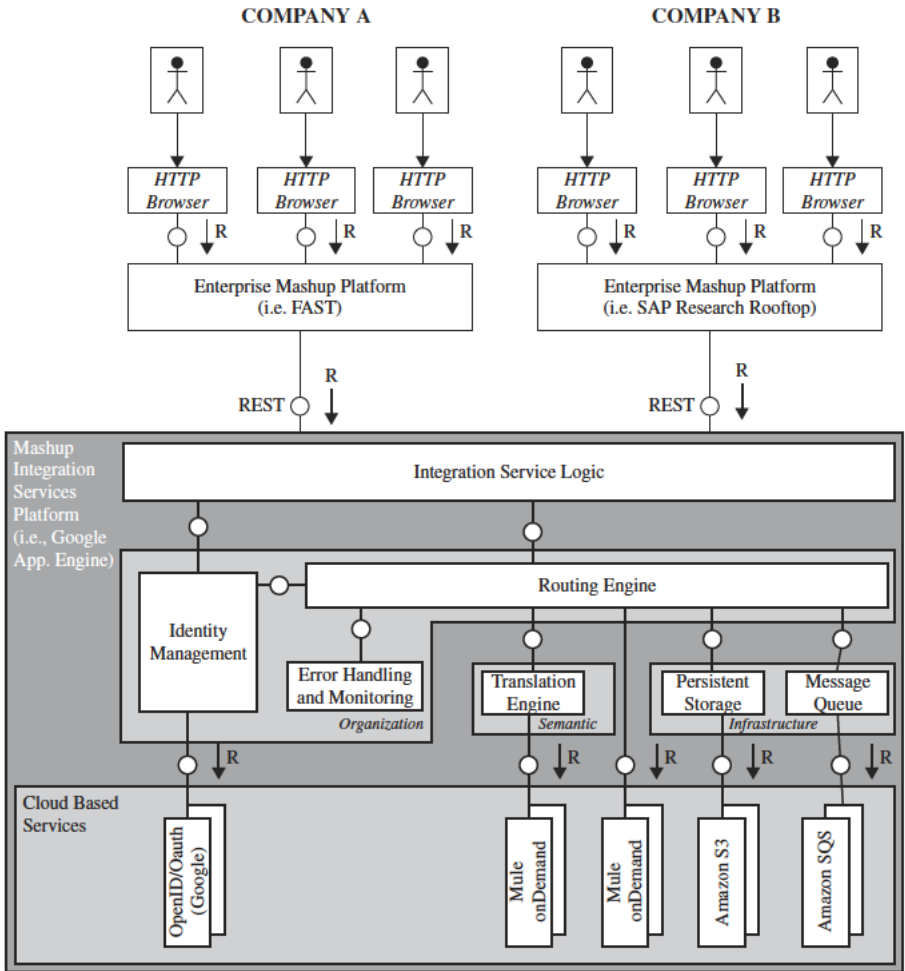 COMPANY A
COMPANY B
HTTP
Browser
HTTP
Browser
HTTP
Browser
HTTP
Browser
HTTP
Browser
HTTP
Browser
R
R
R
R
R
R
Enterprise Mashup Platform
(i.e. FAST)
Enterprise Mashup Platform
(i.e. SAP Research Rooftop)
R
REST
R
REST
Mashup
Integration
Services
Platform
(i.e., Google
App. Engine)
Integration Service Logic
Routing Engine
Identity
Management
Error Handling
and Monitoring
Organization
Translation
Engine
Semantic
Persistent
Storage
Message
Queue
Infrastructure
R
R
R
R
R
Cloud Based
Services
OpenID/Oauth
(Google)
Mule
onDemand
Mule
onDemand
Amazon S3
Amazon SQS